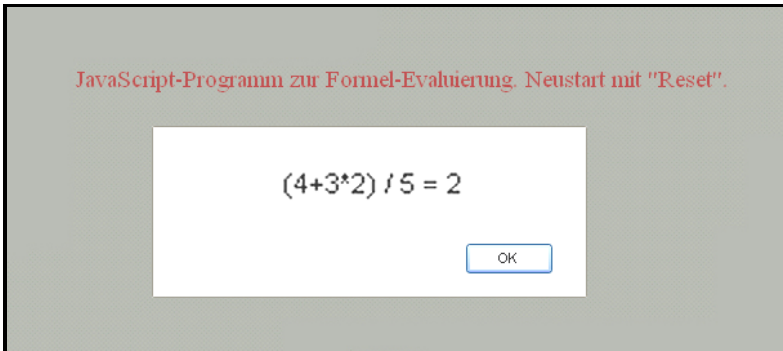 JavaScript-Programm zur Formel-Evaluierung. Neustart mit "Reset".
(4+3*2) / 5 = 2
OK